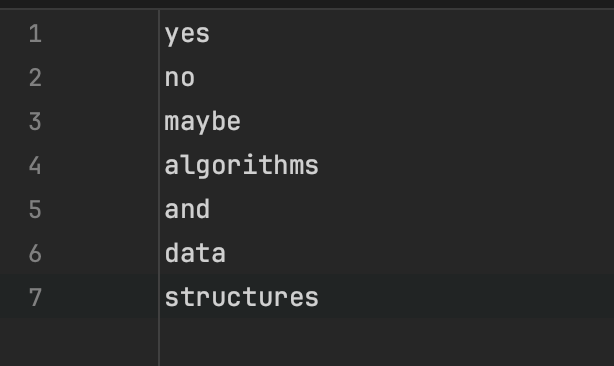 1 yes
2 no
3 maybe
4 algorithms
5 and
6 data
7 structures